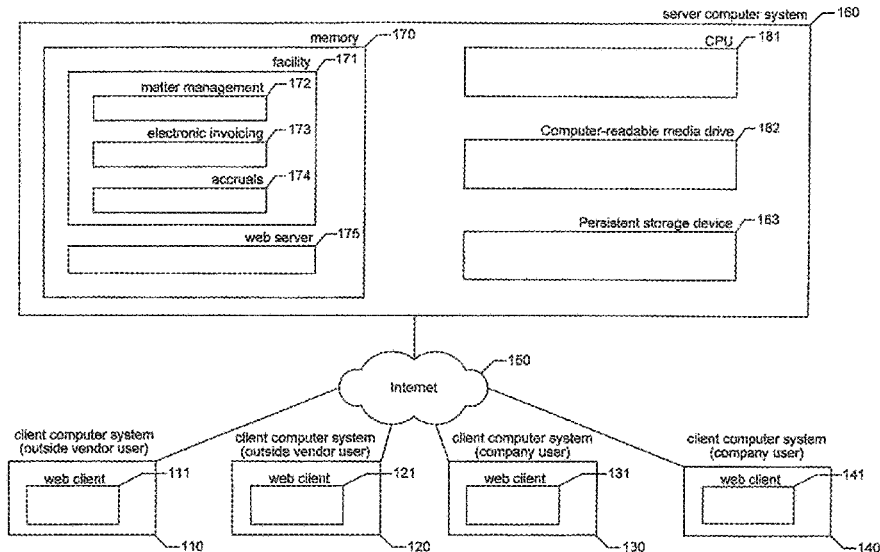 server computer system 160
memory 170
CPU 181
facility 171
matter management 172
electronic invoicing 173
Computer-readable media drive 182
accruals 174
web server 175
Persistent storage device 163
150
Internet
client computer system
(outside vendor user)
client computer system
(outside vendor user)
client computer system
(company user)
client computer system
(company user)
web client 111
web client 121
web client 131
web client 141
110
120
130
140